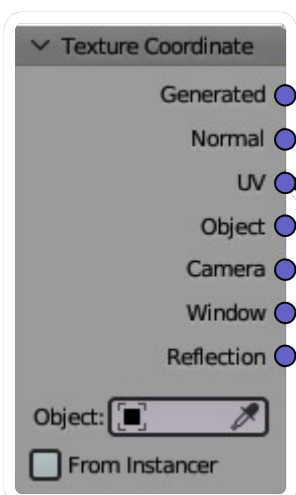 Texture Coordinate
Generated
Normal
UV
Object
Camera
Window
Reflection
Object:
From Instancer